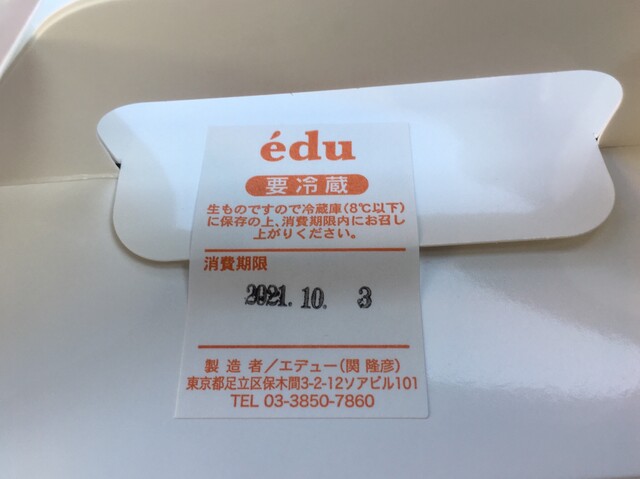 édu
要冷蔵
生ものですので冷蔵庫(8℃以下)
に保存の上、消費期限内にお召し
上がりください。
消費期限
2021.10. 3
製造者/エデュー(関 隆彦)
東京都足立区保木間3-2-12ソアビル101
TEL 03-3850-7860